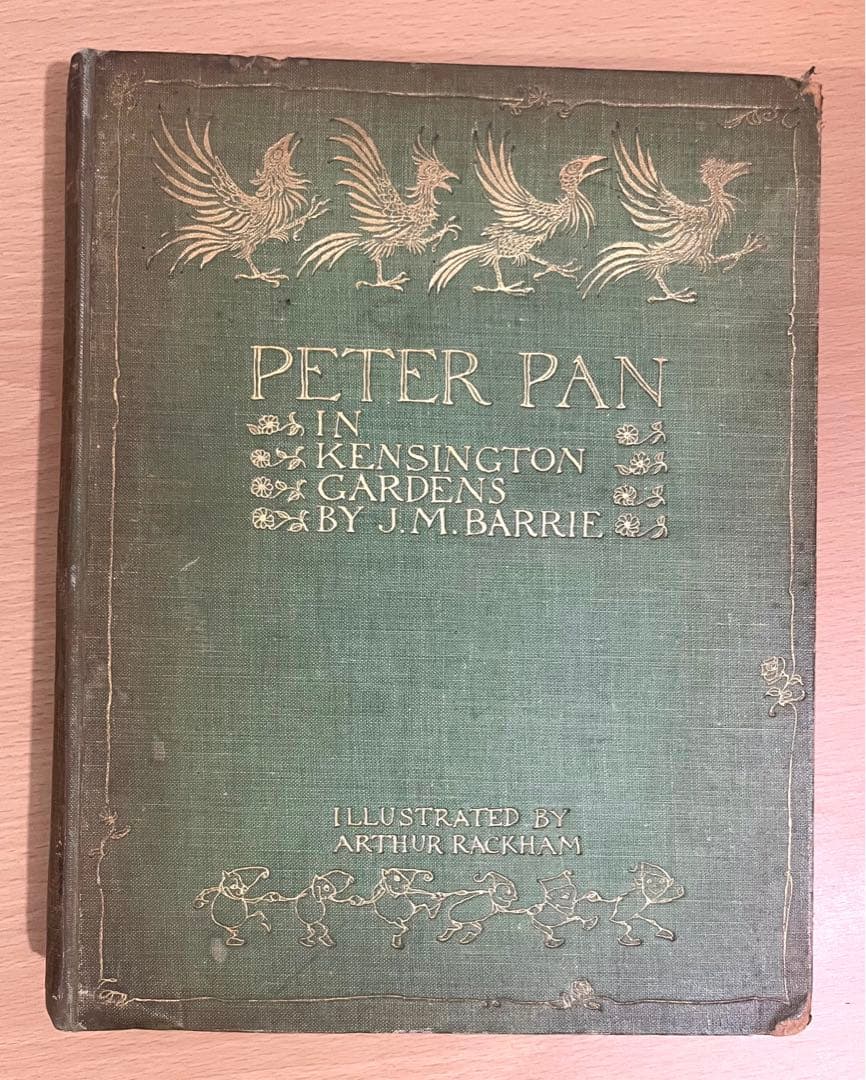 PETER PAN
IN
KENSINGTON
GARDENS
BY J.M. BARRIE
ILLUSTRATED BY
ARTHUR RACKHAM